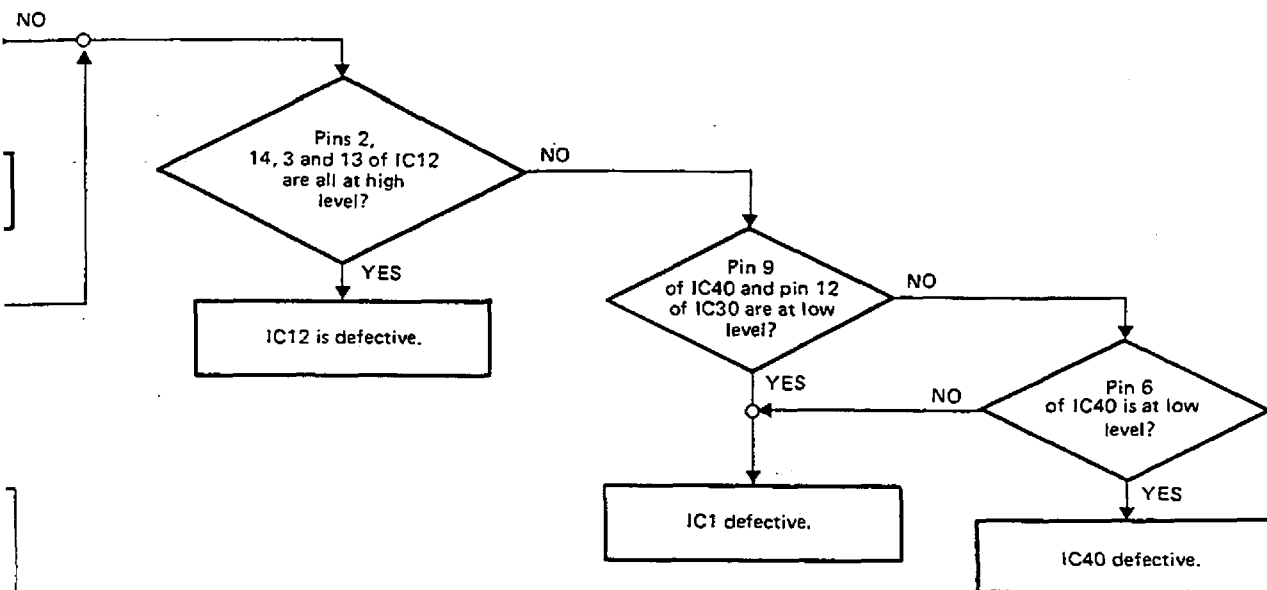 NO
Pins 2,
14, 3 and 13 of IC12
are all at high
level?
NO
YES
IC12 is defective.
Pin 9
of IC40 and pin 12
of IC30 are at low
level?
NO
YES
Pin 6
of IC40 is at low
level?
NO
YES
IC1 defective.
IC40 defective.